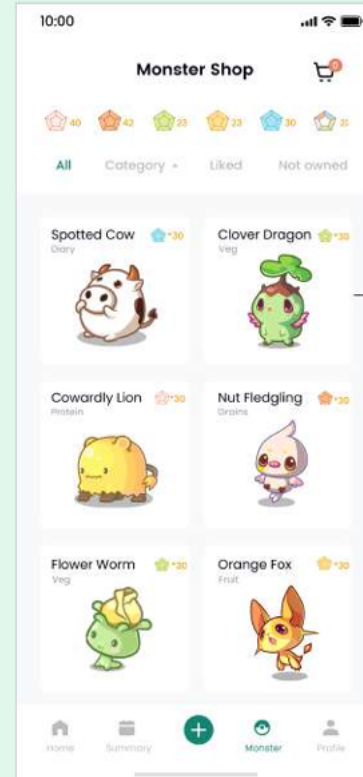 10:00
Monster Shop
40 42 23 23 30
All Category Liked Not owned
Spotted Cow *30
Diary
Clover Dragon *30
Veg
Cowardly Lion *30
Protein
Nut Fledgling *30
Grains
Flower Worm *30
Veg
Orange Fox *30
Fruit
Home Summary Monster Profile